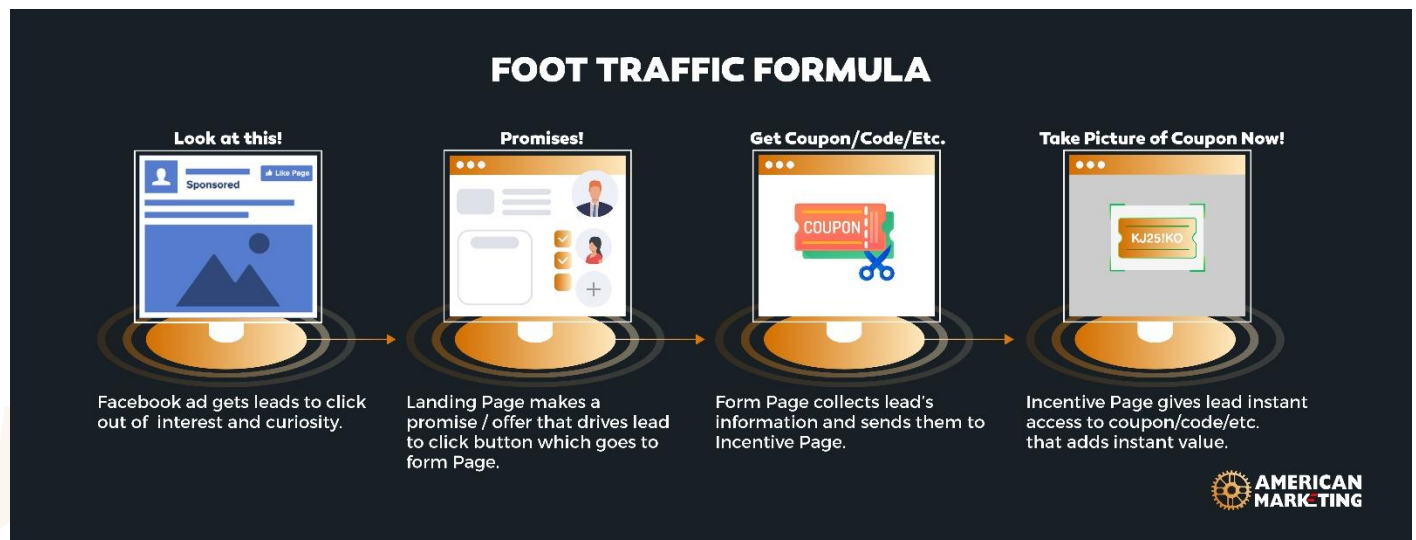 FOOT TRAFFIC FORMULA
Look at this!
Sponsored
Like Page
Facebook ad gets leads to click
out of interest and curiosity.
Promises!
Landing Page makes a
promise / offer that drives lead
to click button which goes to
form Page.
Get Coupon/Code/Etc.
COUPON
Form Page collects lead's
information and sends them to
Incentive Page.
Take Picture of Coupon Now!
KJ25!KO
Incentive Page gives lead instant
access to coupon/code/etc.
that adds instant value.
AMERICAN
MARKETING